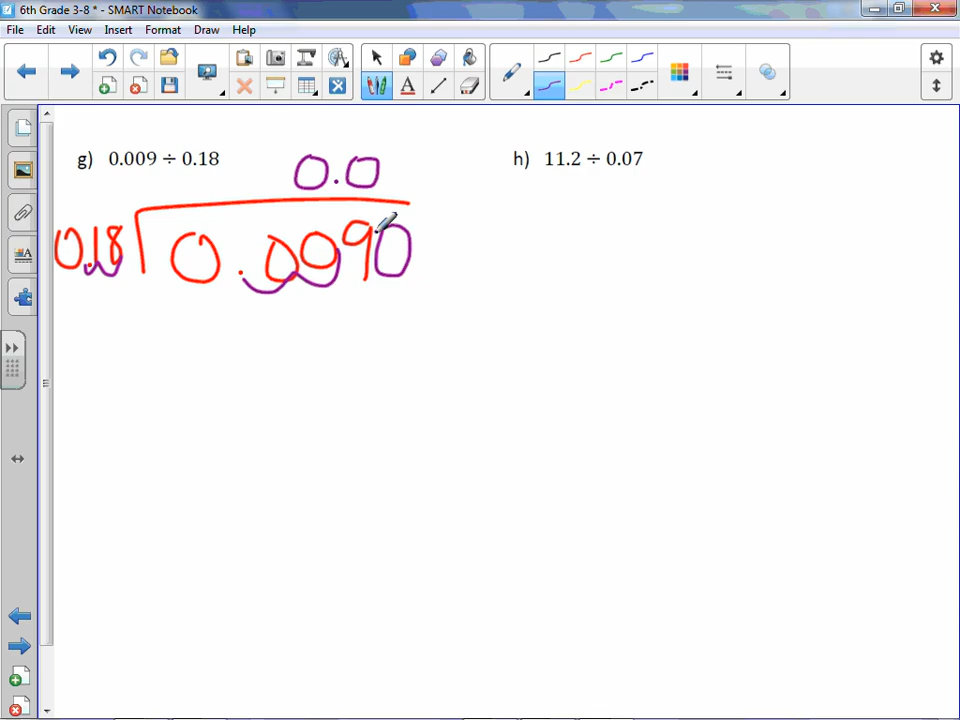 6th Grade 3-8 * - SMART Notebook
File Edit View Insert Format Draw Help
g) 0.009 ÷ 0.18
h) 11.2 ÷ 0.07
0.0
0.18 0.0090